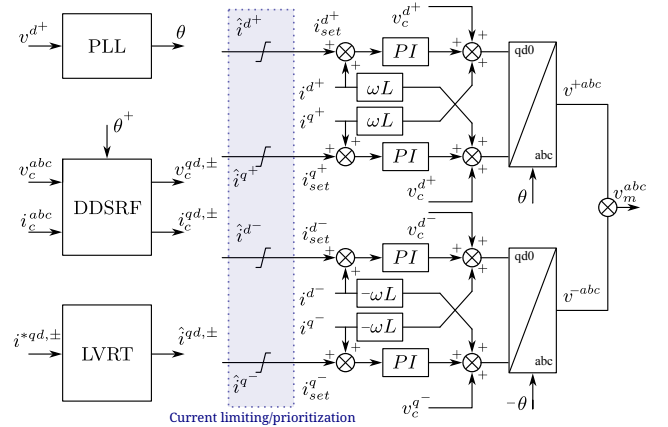 v^{d+}
PLL
θ
θ^+
v_c^{abc}
i_c^{abc}
DDSRF
v_c^{qd,±}
i_c^{qd,±}
i^{*qd,±}
LVRT
î^{qd,±}
î^{d+}
î^{q+}
î^{d-}
î^{q-}
Current limiting/prioritization
i_{set}^{d+}
+
+
PI
v_c^{d+}
+
+
+
i^{d+}
ωL
i^{q+}
ωL
i_{set}^{q+}
+
+
PI
v_c^{d+}
+
+
+
qd0
abc
θ
v^{+abc}
i_{set}^{d-}
+
+
PI
v_c^{d-}
+
+
+
i^{d-}
-ωL
i^{q-}
-ωL
i_{set}^{q-}
+
+
PI
v_c^{q-}
+
+
+
qd0
abc
-θ
v^{-abc}
v_m^{abc}